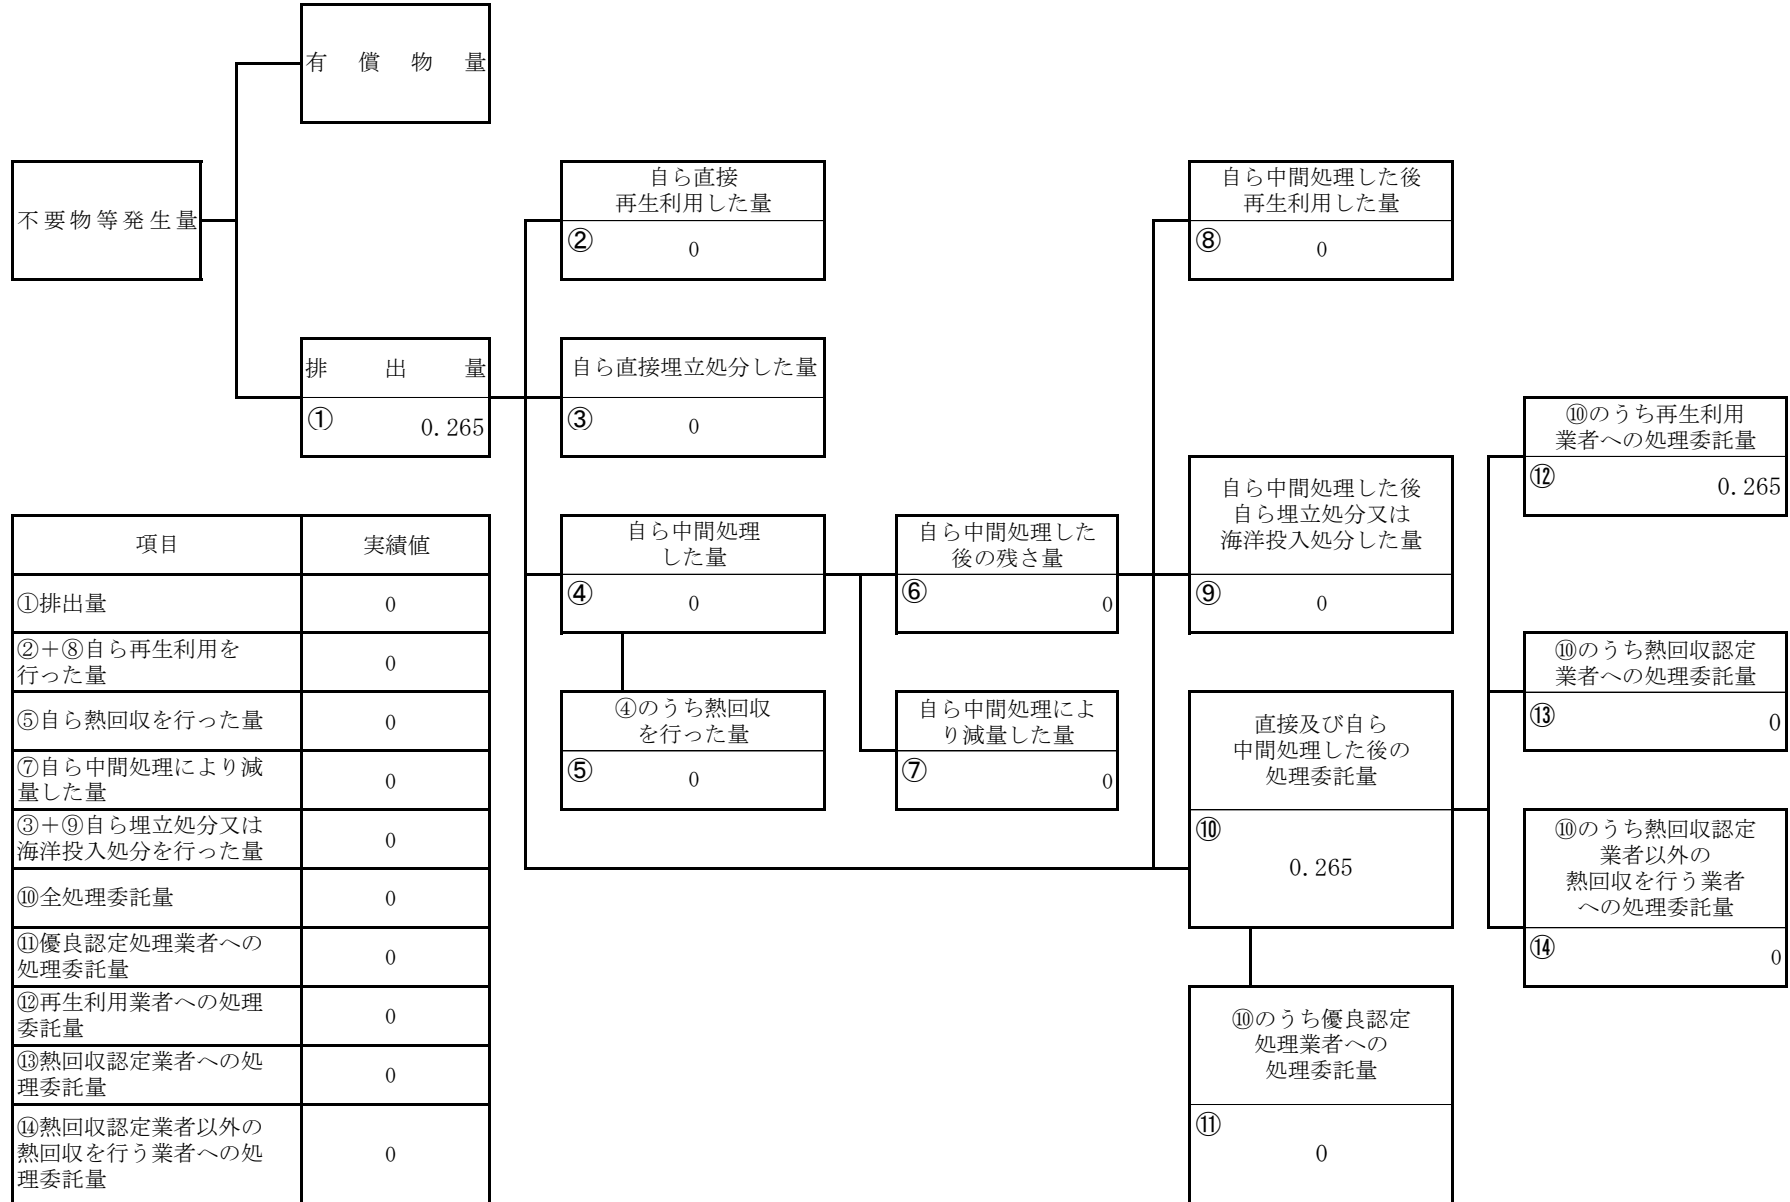 有償物量
不要物等発生量
排出量
① 0.265
自ら直接
再生利用した量
② 0
自ら直接埋立処分した量
③ 0
自ら中間処理
した量
④ 0
④のうち熱回収
を行った量
⑤ 0
自ら中間処理した
後の残さ量
⑥ 0
自ら中間処理によ
り減量した量
⑦ 0
自ら中間処理した後
再生利用した量
⑧ 0
自ら中間処理した後
自ら埋立処分又は
海洋投入処分した量
⑨ 0
直接及び自ら
中間処理した後の
処理委託量
⑩
0.265
⑩のうち優良認定
処理業者への
処理委託量
⑪
0
⑩のうち再生利用
業者への処理委託量
⑫ 0.265
⑩のうち熱回収認定
業者への処理委託量
⑬ 0
⑩のうち熱回収認定
業者以外の
熱回収を行う業者
への処理委託量
⑭ 0
項目 実績値
①排出量 0
②+⑧自ら再生利用を
行った量 0
⑤自ら熱回収を行った量 0
⑦自ら中間処理により減
量した量 0
③+⑨自ら埋立処分又は
海洋投入処分を行った量 0
⑩全処理委託量 0
⑪優良認定処理業者への
処理委託量 0
⑫再生利用業者への処理
委託量 0
⑬熱回収認定業者への処
理委託量 0
⑭熱回収認定業者以外の
熱回収を行う業者への処
理委託量 0